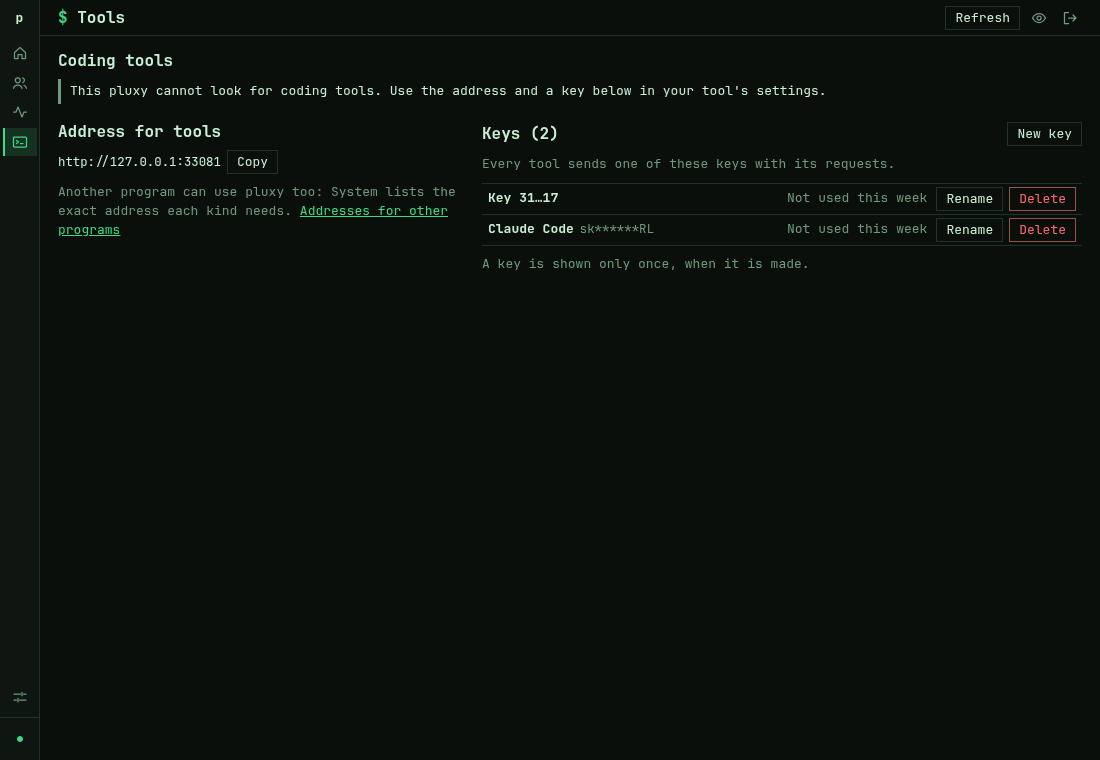 p
$ Tools
Refresh
Coding tools
This pluxy cannot look for coding tools. Use the address and a key below in your tool's settings.
Address for tools
http://127.0.0.1:33081 Copy
Another program can use pluxy too: System lists the
exact address each kind needs. Addresses for other
programs
Keys (2)
New key
Every tool sends one of these keys with its requests.
Key 31…17 Not used this week Rename Delete
Claude Code sk******RL Not used this week Rename Delete
A key is shown only once, when it is made.